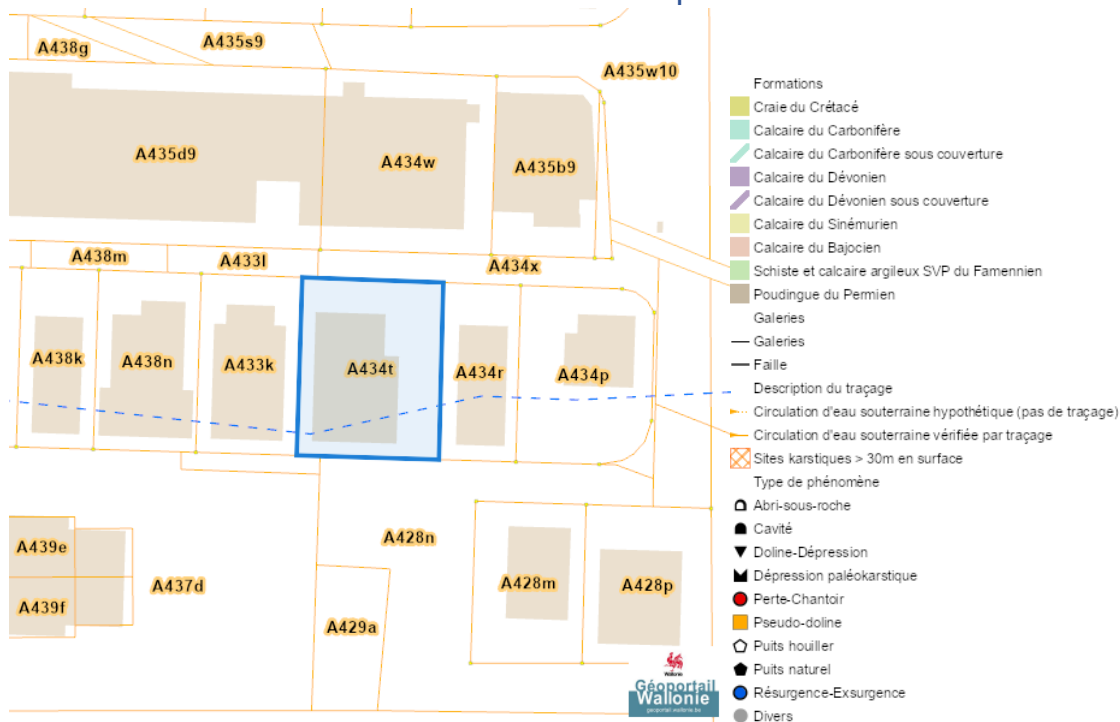 A438g
A435s9
A435w10
A435d9
A434w
A435b9
A438m
A433l
A434x
A438k
A438n
A433k
A434t
A434r
A434p
A439e
A439f
A437d
A428n
A429a
A428m
A428p
Wallonie
Géoportail
Wallonie
geoportail.wallonie.be
Formations
Craie du Crétacé
Calcaire du Carbonifère
Calcaire du Carbonifère sous couverture
Calcaire du Dévonien
Calcaire du Dévonien sous couverture
Calcaire du Sinémurien
Calcaire du Bajocien
Schiste et calcaire argileux SVP du Famennien
Poudingue du Permien
Galeries
Galeries
Faille
Description du traçage
Circulation d'eau souterraine hypothétique (pas de traçage)
Circulation d'eau souterraine vérifiée par traçage
Sites karstiques > 30m en surface
Type de phénomène
Abri-sous-roche
Cavité
Doline-Dépression
Dépression paléokarstique
Perte-Chantoir
Pseudo-doline
Puits houiller
Puits naturel
Résurgence-Exsurgence
Divers